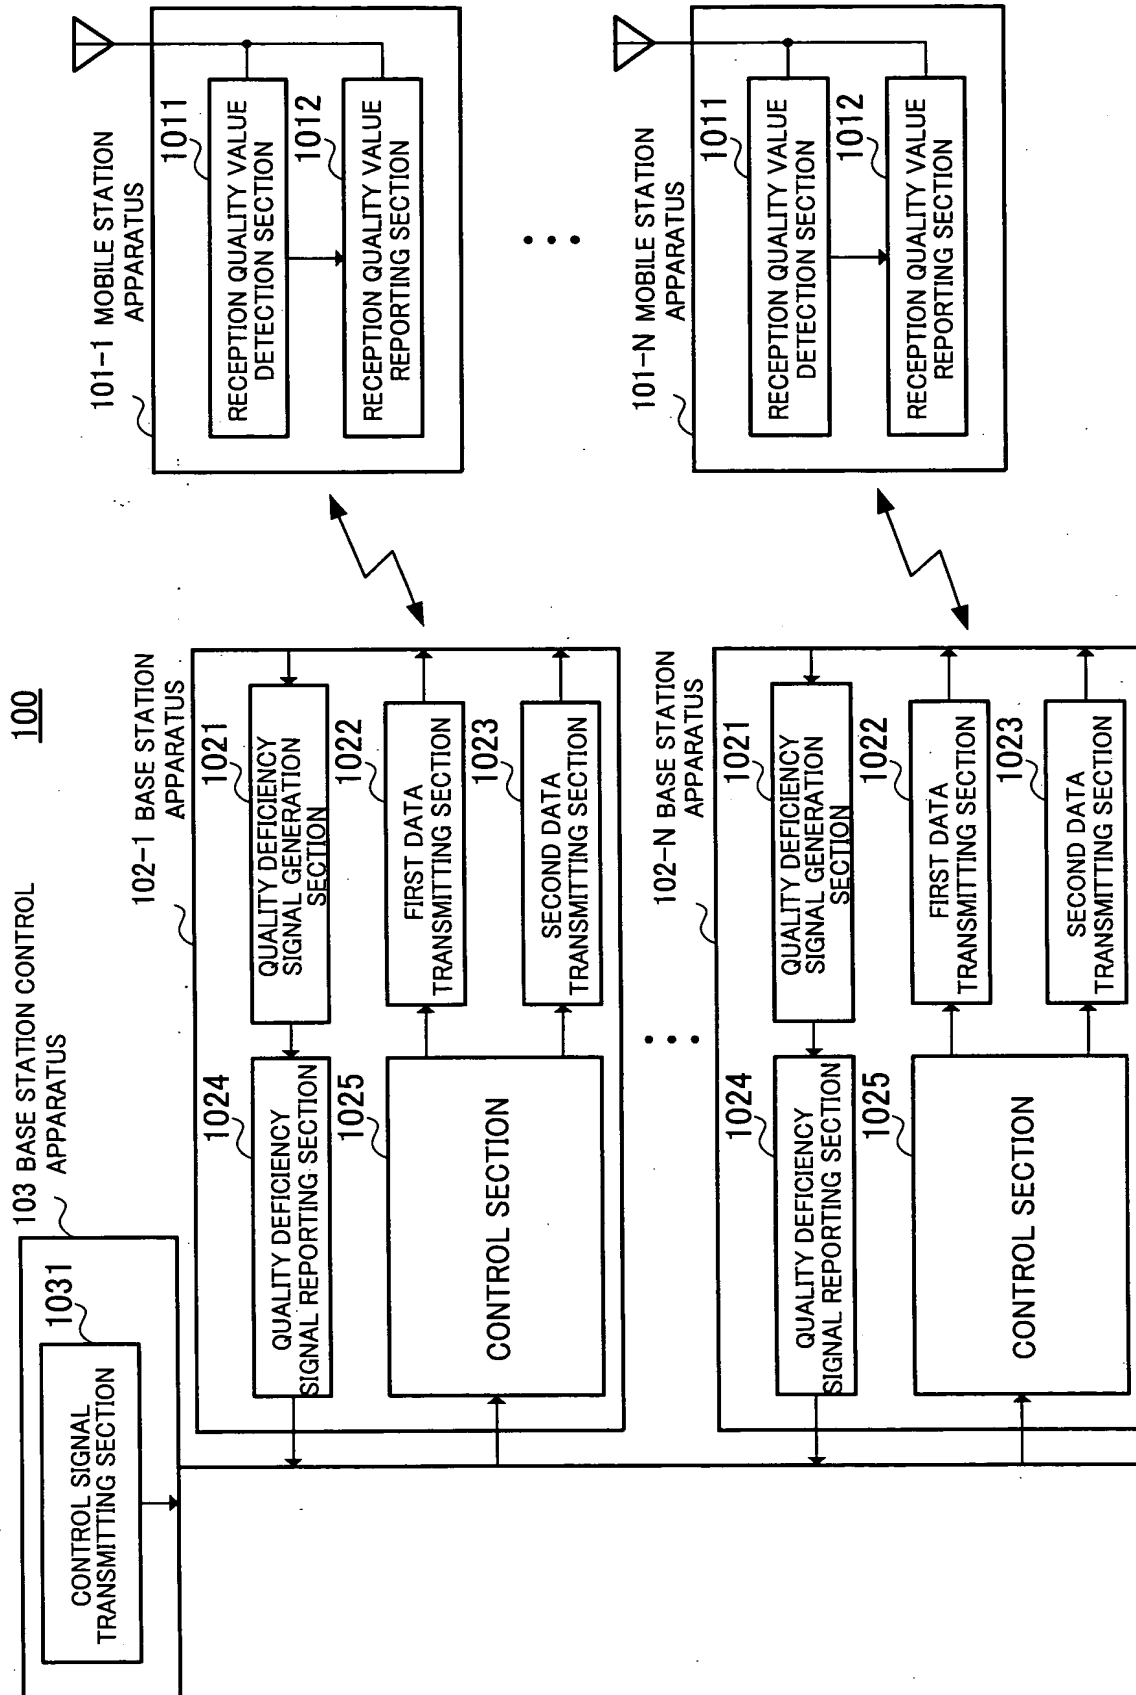 100
103 BASE STATION CONTROL
APPARATUS
1031
CONTROL SIGNAL
TRANSMITTING SECTION
102-1 BASE STATION
APPARATUS
1024
QUALITY DEFICIENCY
SIGNAL REPORTING SECTION
1021
QUALITY DEFICIENCY
SIGNAL GENERATION
SECTION
1025
CONTROL SECTION
1022
FIRST DATA
TRANSMITTING SECTION
1023
SECOND DATA
TRANSMITTING SECTION
101-1 MOBILE STATION
APPARATUS
1011
RECEPTION QUALITY VALUE
DETECTION SECTION
1012
RECEPTION QUALITY VALUE
REPORTING SECTION
102-N BASE STATION
APPARATUS
1024
QUALITY DEFICIENCY
SIGNAL REPORTING SECTION
1021
QUALITY DEFICIENCY
SIGNAL GENERATION
SECTION
1025
CONTROL SECTION
1022
FIRST DATA
TRANSMITTING SECTION
1023
SECOND DATA
TRANSMITTING SECTION
101-N MOBILE STATION
APPARATUS
1011
RECEPTION QUALITY VALUE
DETECTION SECTION
1012
RECEPTION QUALITY VALUE
REPORTING SECTION